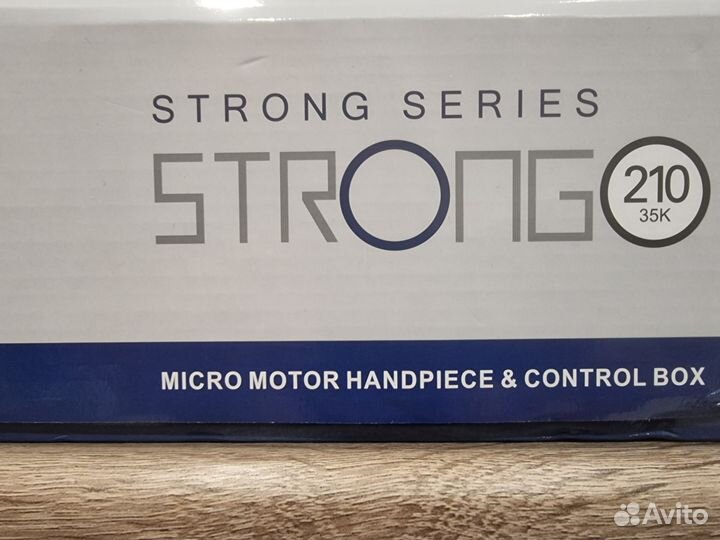 STRONG SERIES
STRONG 210
35K
MICRO MOTOR HANDPIECE & CONTROL BOX
Avito